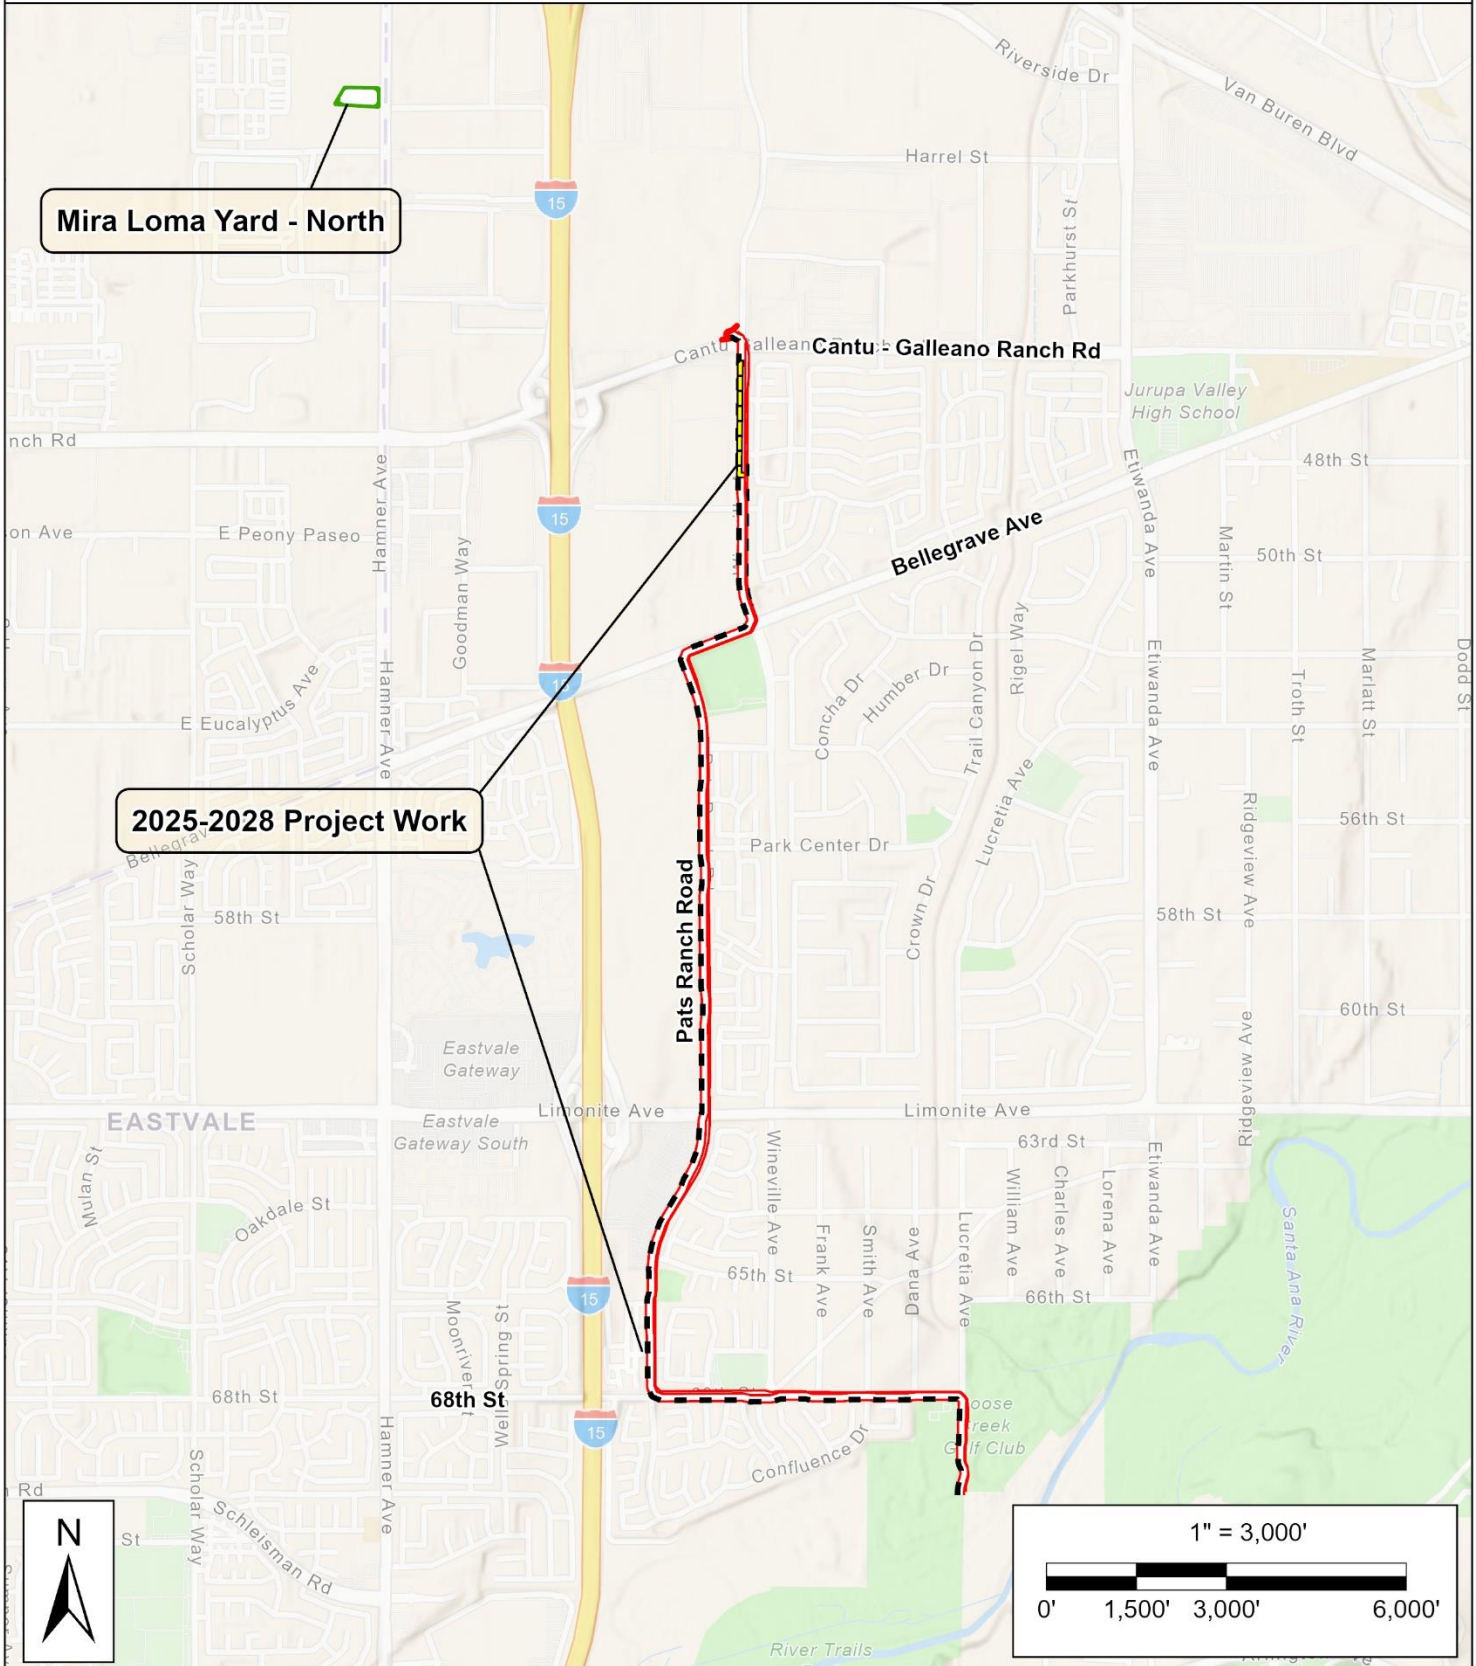 Riverside Dr
Van Buren Blvd
Harrel St
15
Mira Loma Yard - North
Parkhurst St
Cantu - Galleano Ranch Rd
Jurupa Valley
High School
nch Rd
48th St
Hamner Ave
Etiwanda Ave
15
Bellegrave Ave
on Ave
E Peony Paseo
Goodman Way
Martin St
50th St
Rigel Way
Trail Canyon Dr
Humber Dr
Concha Dr
Etiwanda Ave
Troth St
Marlatt St
Dodd St
15
E Eucalyptus Ave
Hamner Ave
2025-2028 Project Work
Lucretia Ave
Ridgeview Ave
56th St
Park Center Dr
Scholar Way
58th St
Pats Ranch Road
Crown Dr
58th St
60th St
Eastvale
Gateway
Ridgeview Ave
EASTVALE
Eastvale
Gateway South
Limonite Ave
Limonite Ave
63rd St
Mulan St
Oakdale St
Wineville Ave
Frank Ave
Smith Ave
Dana Ave
Lucretia Ave
William Ave
Charles Ave
Lorena Ave
Etiwanda Ave
Santa Ana River
65th St
66th St
15
Moonriver St
68th St
68th St
15
Hamner Ave
Confluence Dr
Scholar Way
Rd
Schleisman Rd
St
N
1" = 3,000'
0' 1,500' 3,000' 6,000'
River Trails